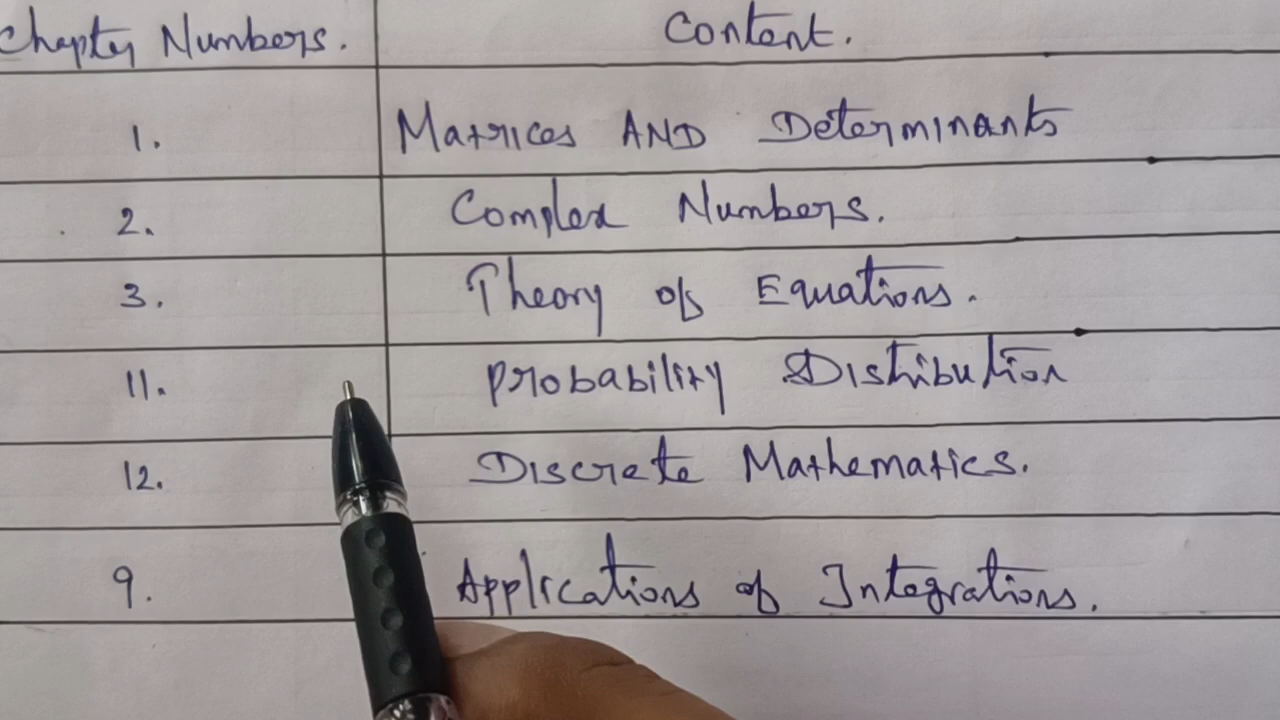 Chapter Numbers. Content.
1. Matrices AND Determinants
2. Complex Numbers.
3. Theory of Equations.
11. Probability Distribution
12. Discrete Mathematics.
9. Applications of Integrations.